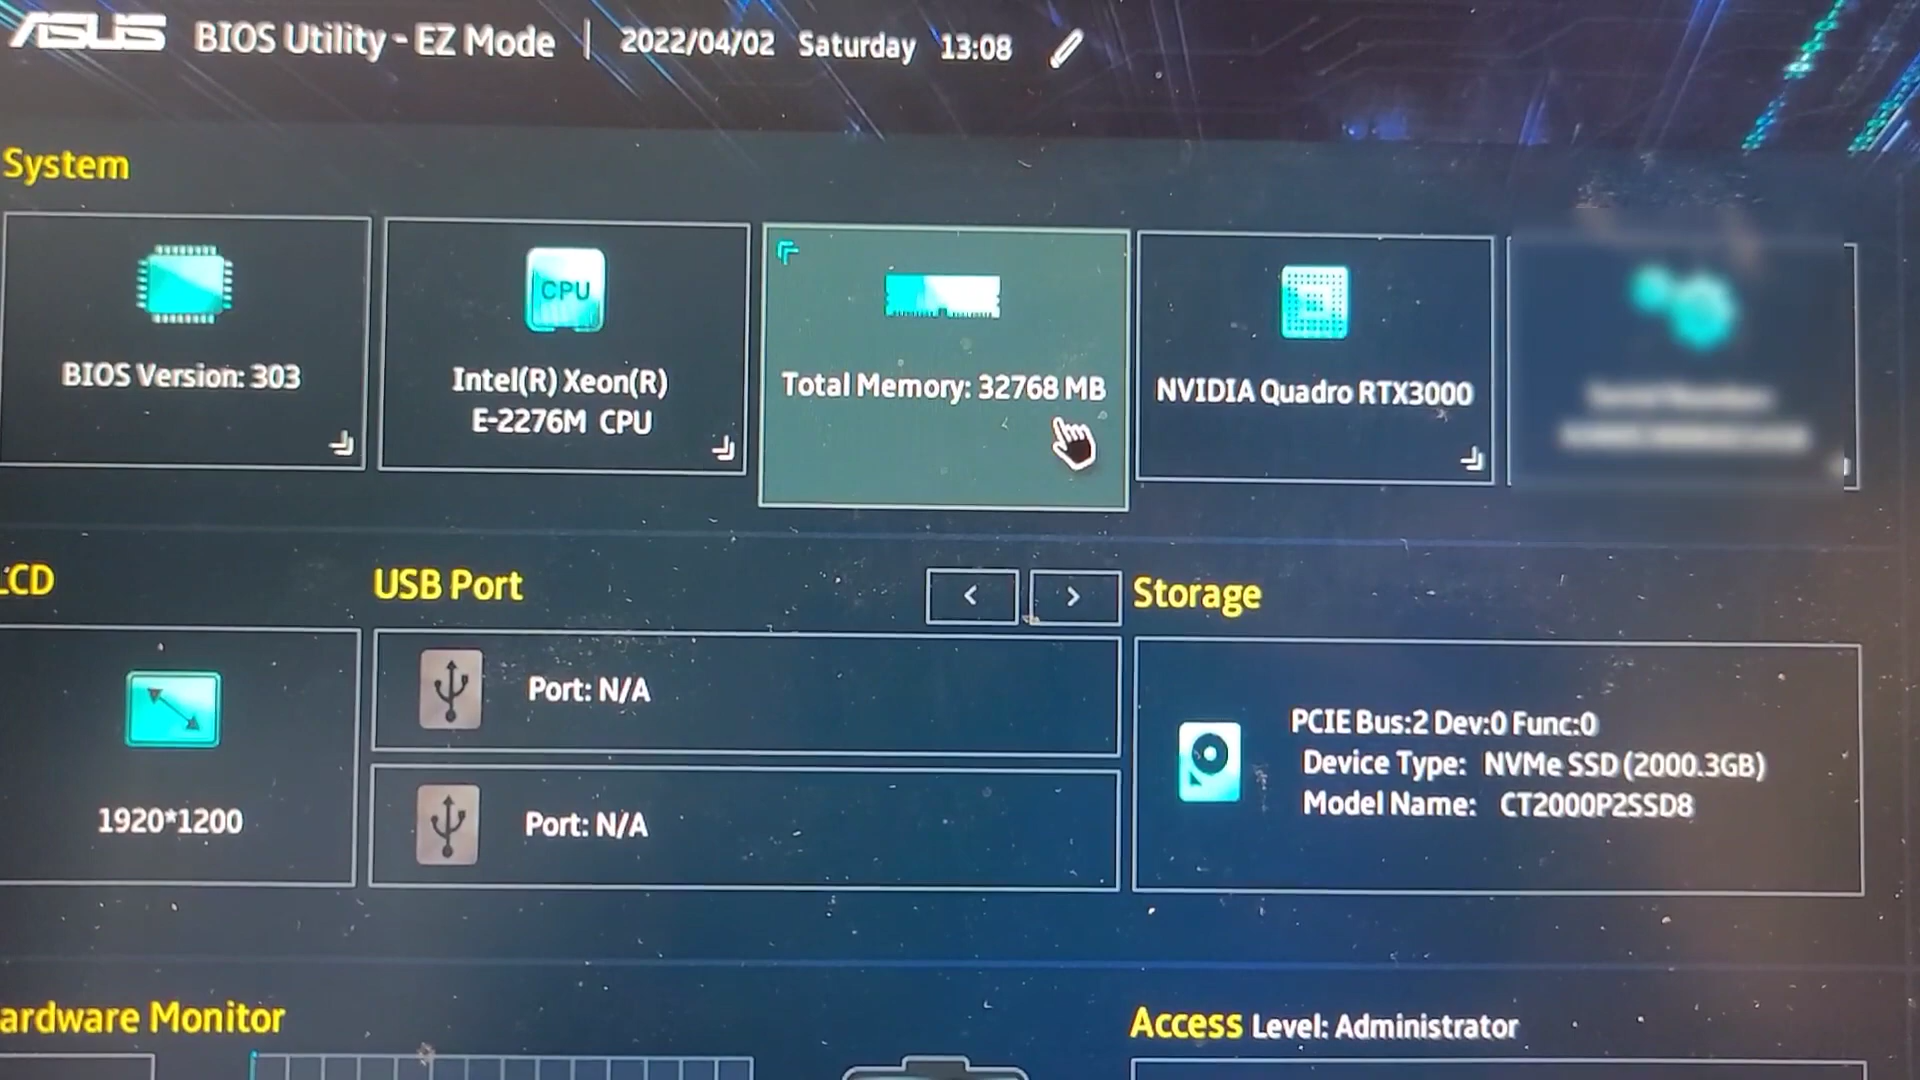 ASUS BIOS Utility - EZ Mode | 2022/04/02 Saturday 13:08
System
BIOS Version: 303
CPU
Intel(R) Xeon(R)
E-2276M CPU
Total Memory: 32768 MB
NVIDIA Quadro RTX3000
LCD
USB Port
< >
Storage
1920*1200
Port: N/A
Port: N/A
PCIE Bus:2 Dev:0 Func:0
Device Type: NVMe SSD (2000.3GB)
Model Name: CT2000P2SSD8
ardware Monitor
Access Level: Administrator